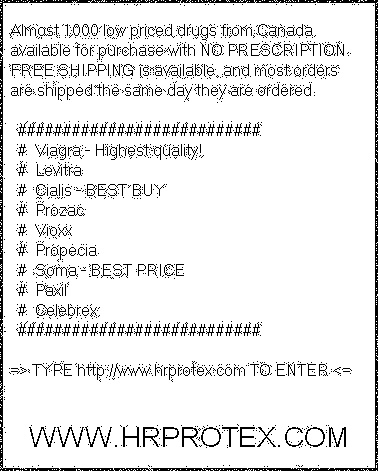 Almost 1000 low priced drugs from Canada,
available for purchase with NO PRESCRIPTION.
FREE SHIPPING is available, and most orders
are shipped the same day they are ordered.
###########################
# Viagra - Highest quality!
# Levitra
# Cialis - BEST BUY
# Prozac
# Vioxx
# Propecia
# Soma - BEST PRICE
# Paxil
# Celebrex
###########################
=> TYPE http://www.hrprotex.com TO ENTER <=
WWW.HRPROTEX.COM